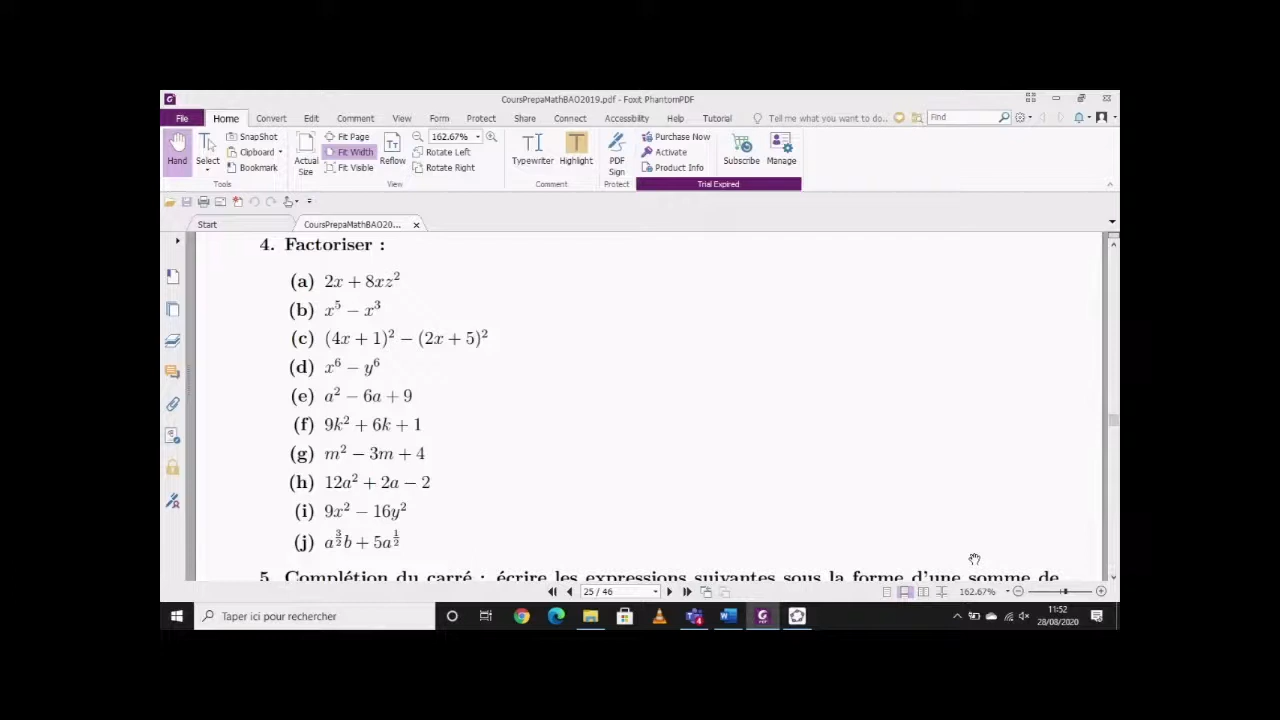 CoursPrepaMathBAO2019.pdf - Foxit PhantomPDF
File Home Convert Edit Comment View Form Protect Share Connect Accessibility Help Tutorial Tell me what you want to do.. Find
Hand Select SnapShot Clipboard Bookmark Actual Size Fit Page Fit Width Fit Visible Reflow 162.67% Rotate Left Rotate Right Typewriter Highlight PDF Sign Purchase Now Activate Product Info Subscribe Manage
Tools View Comment Protect Trial Expired
Start CoursPrepaMathBAO20...
4. Factoriser :
(a) 2x + 8xz²
(b) x⁵ − x³
(c) (4x + 1)² − (2x + 5)²
(d) x⁶ − y⁶
(e) a² − 6a + 9
(f) 9k² + 6k + 1
(g) m² − 3m + 4
(h) 12a² + 2a − 2
(i) 9x² − 16y²
(j) a^{3/2}b + 5a^{1/2}
5. Complétion du carré : écrire les expressions suivantes sous la forme d'une somme de
25 / 46 162.67%
Taper ici pour rechercher 11:52
28/08/2020